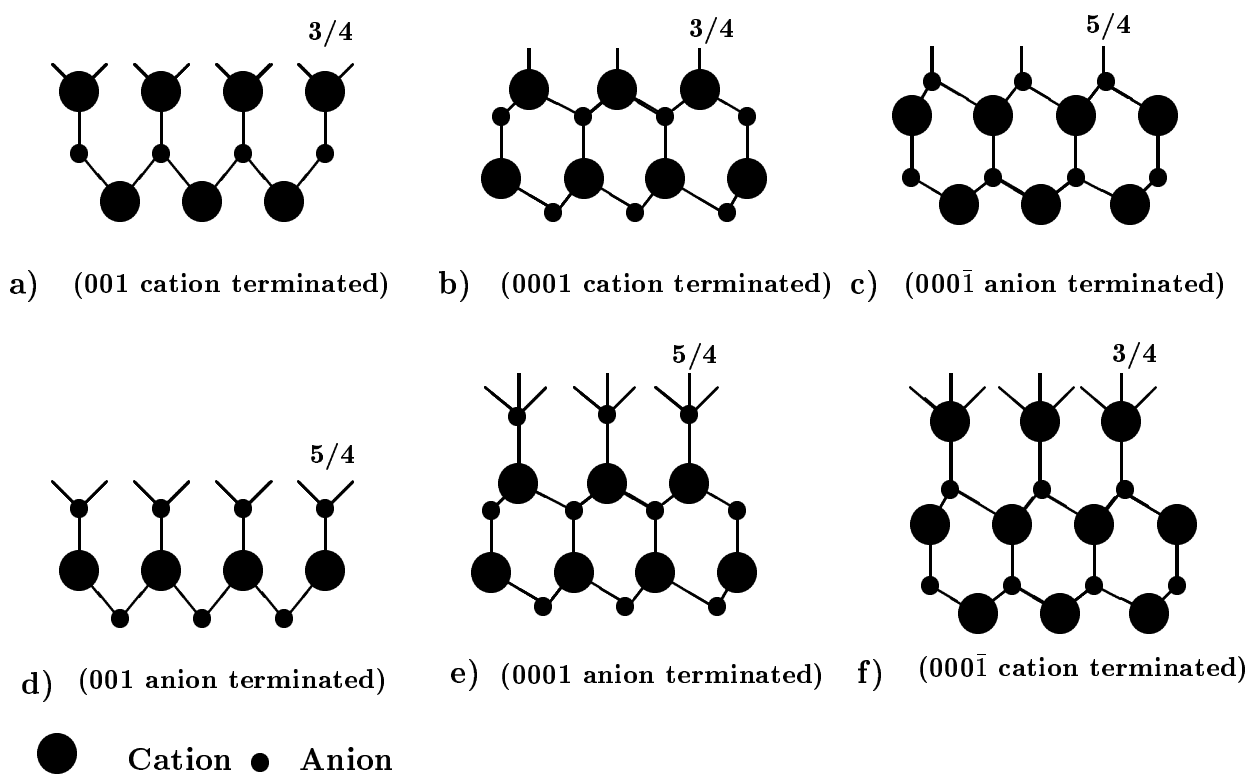 3/4
3/4
5/4
a) (001 cation terminated)
b) (0001 cation terminated)
c) (0001̄ anion terminated)
5/4
5/4
3/4
d) (001 anion terminated)
e) (0001 anion terminated)
f) (0001̄ cation terminated)
Cation
Anion